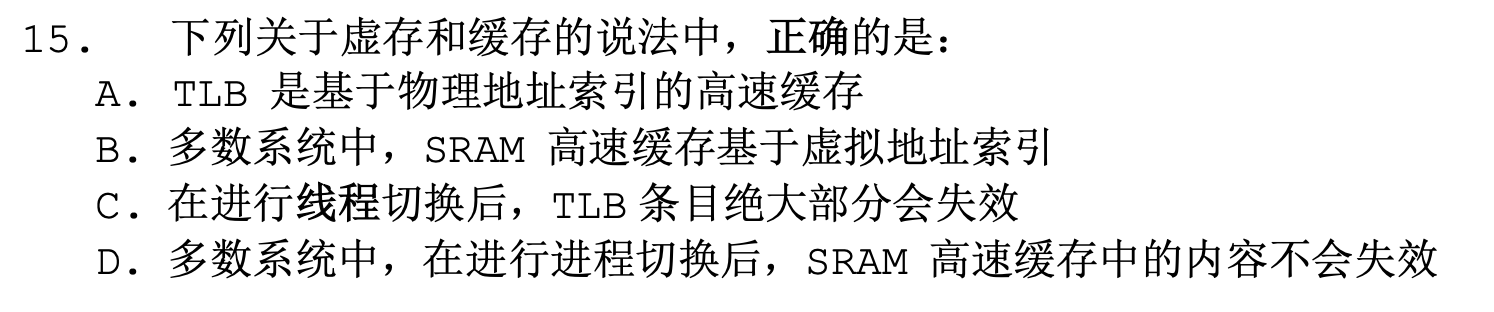 15. 下列关于虚存和缓存的说法中，正确的是：
A. TLB 是基于物理地址索引的高速缓存
B. 多数系统中，SRAM 高速缓存基于虚拟地址索引
C. 在进行线程切换后，TLB 条目绝大部分会失效
D. 多数系统中，在进行进程切换后，SRAM 高速缓存中的内容不会失效